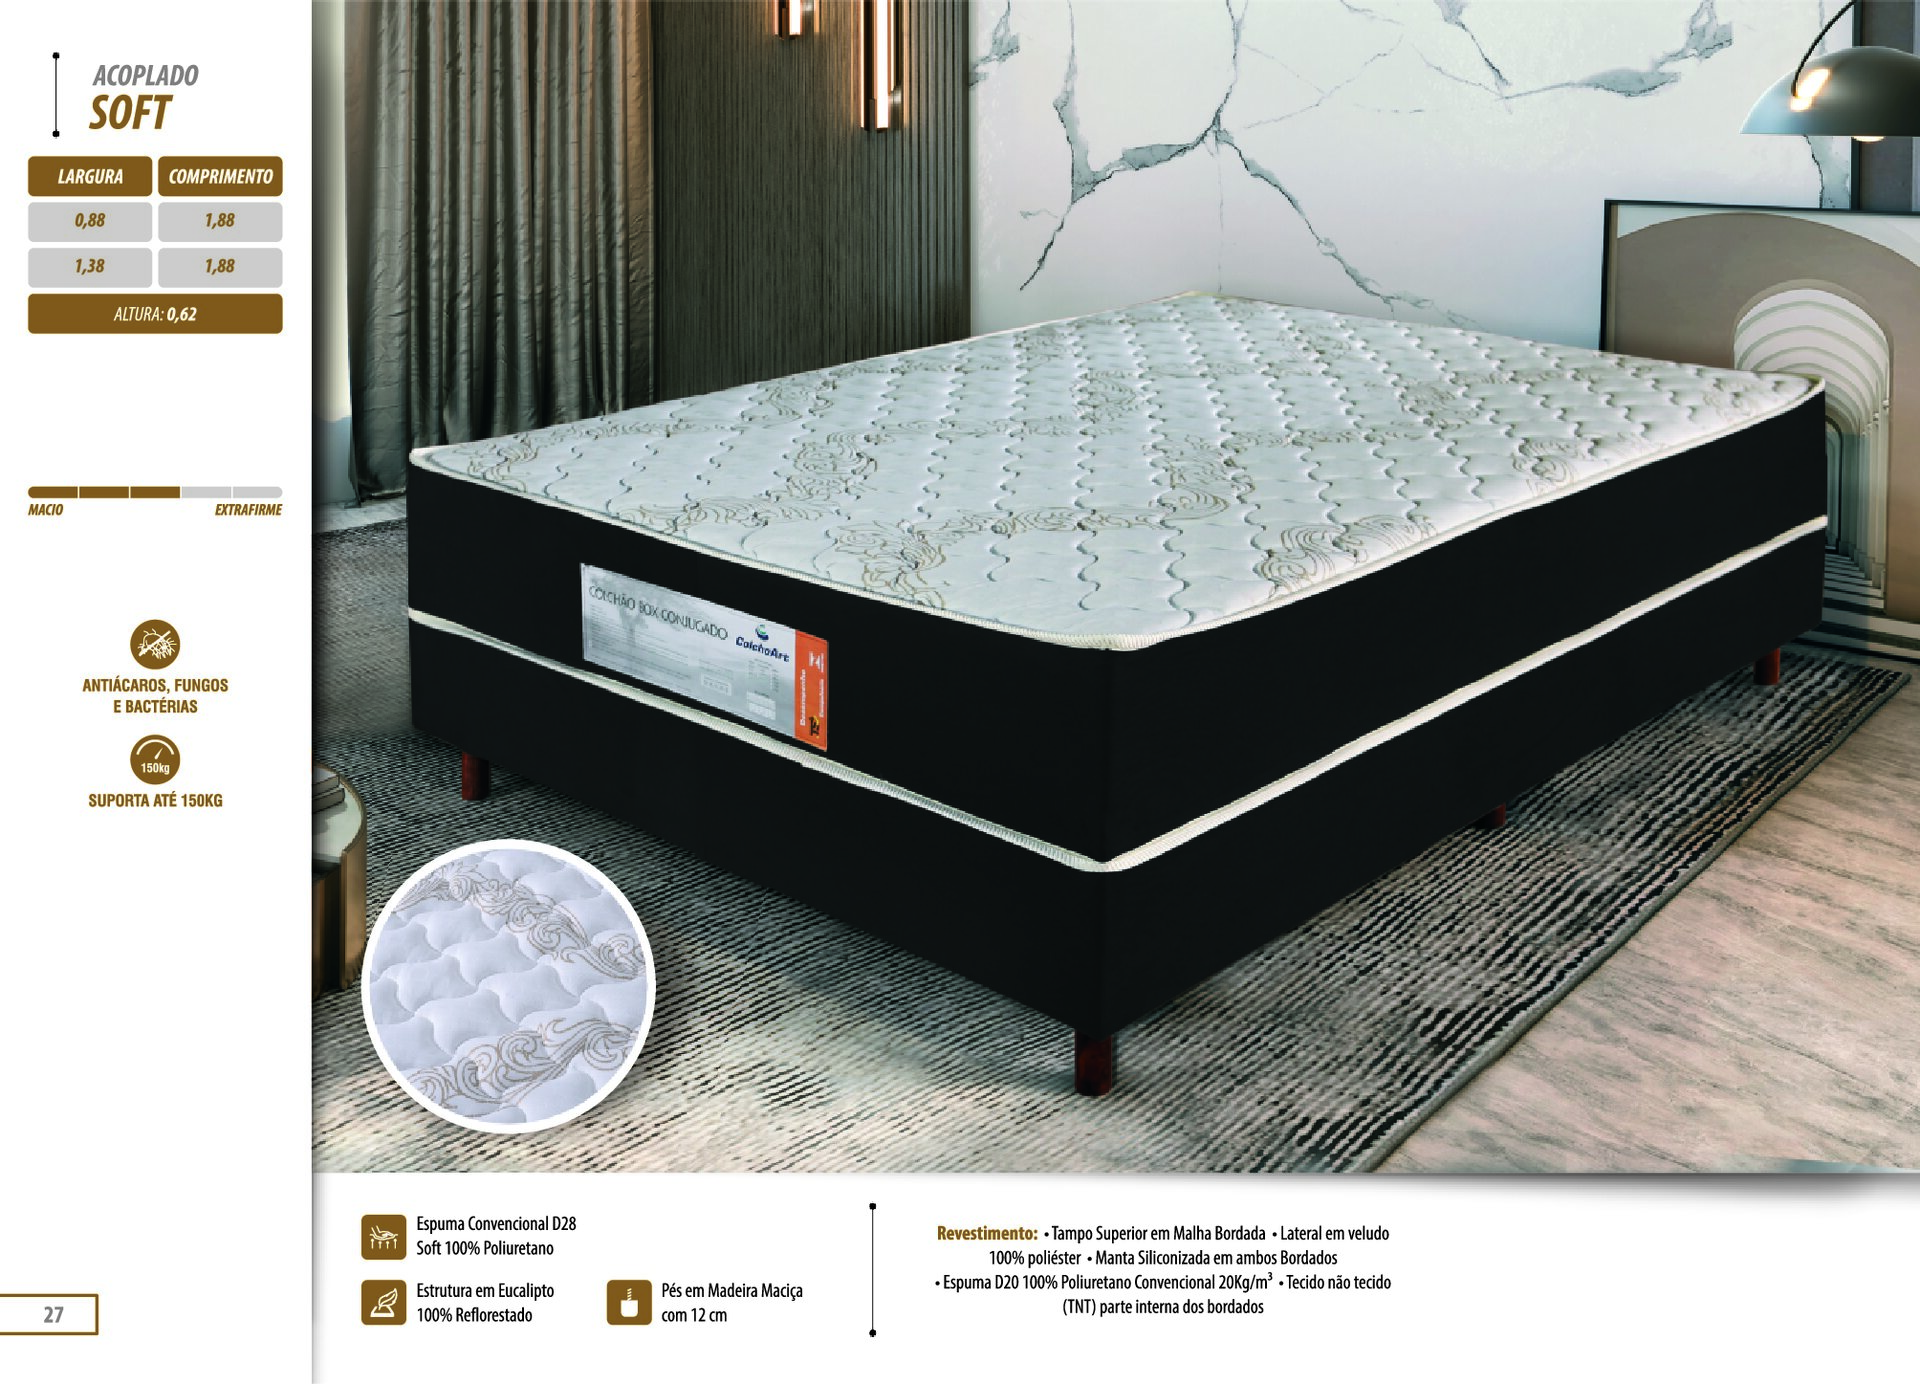 ACOPLADO
SOFT
LARGURA COMPRIMENTO
0,88 1,88
1,38 1,88
ALTURA: 0,62
MACIO EXTRAFIRME
ANTIÁCAROS, FUNGOS
E BACTÉRIAS
150kg
SUPORTA ATÉ 150KG
COLCHÃO BOX CONJUGADO
ColchoArt
Desempenho
Espuma Convencional D28
Soft 100% Poliuretano
Estrutura em Eucalipto
100% Reflorestado
Pés em Madeira Maciça
com 12 cm
Revestimento: • Tampo Superior em Malha Bordada • Lateral em veludo
100% poliéster • Manta Siliconizada em ambos Bordados
• Espuma D20 100% Poliuretano Convencional 20Kg/m³ • Tecido não tecido
(TNT) parte interna dos bordados
27